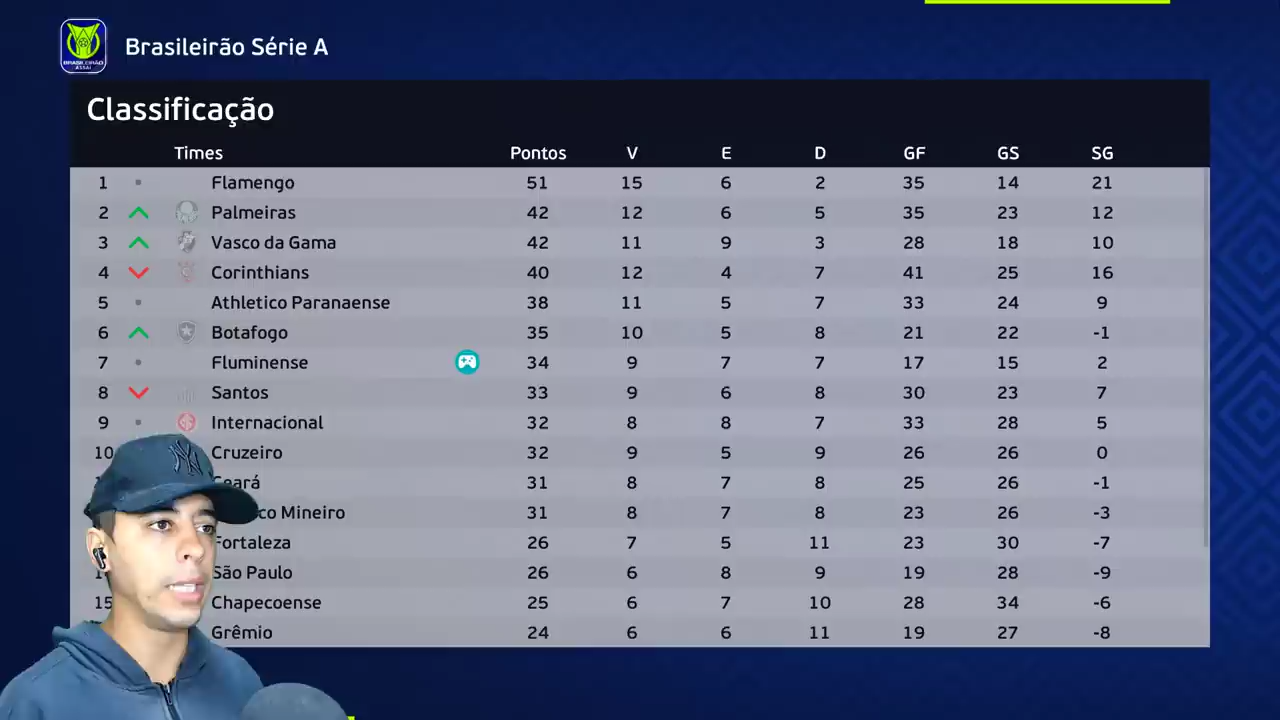 Brasileirão Série A
BRASILEIRÃO
ASSAÍ
Classificação
Times Pontos V E D GF GS SG
1 Flamengo 51 15 6 2 35 14 21
2 Palmeiras 42 12 6 5 35 23 12
3 Vasco da Gama 42 11 9 3 28 18 10
4 Corinthians 40 12 4 7 41 25 16
5 Athletico Paranaense 38 11 5 7 33 24 9
6 Botafogo 35 10 5 8 21 22 -1
7 Fluminense 34 9 7 7 17 15 2
8 Santos 33 9 6 8 30 23 7
9 Internacional 32 8 8 7 33 28 5
10 Cruzeiro 32 9 5 9 26 26 0
Ceará 31 8 7 8 25 26 -1
Mineiro 31 8 7 8 23 26 -3
Fortaleza 26 7 5 11 23 30 -7
São Paulo 26 6 8 9 19 28 -9
15 Chapecoense 25 6 7 10 28 34 -6
Grêmio 24 6 6 11 19 27 -8
NY